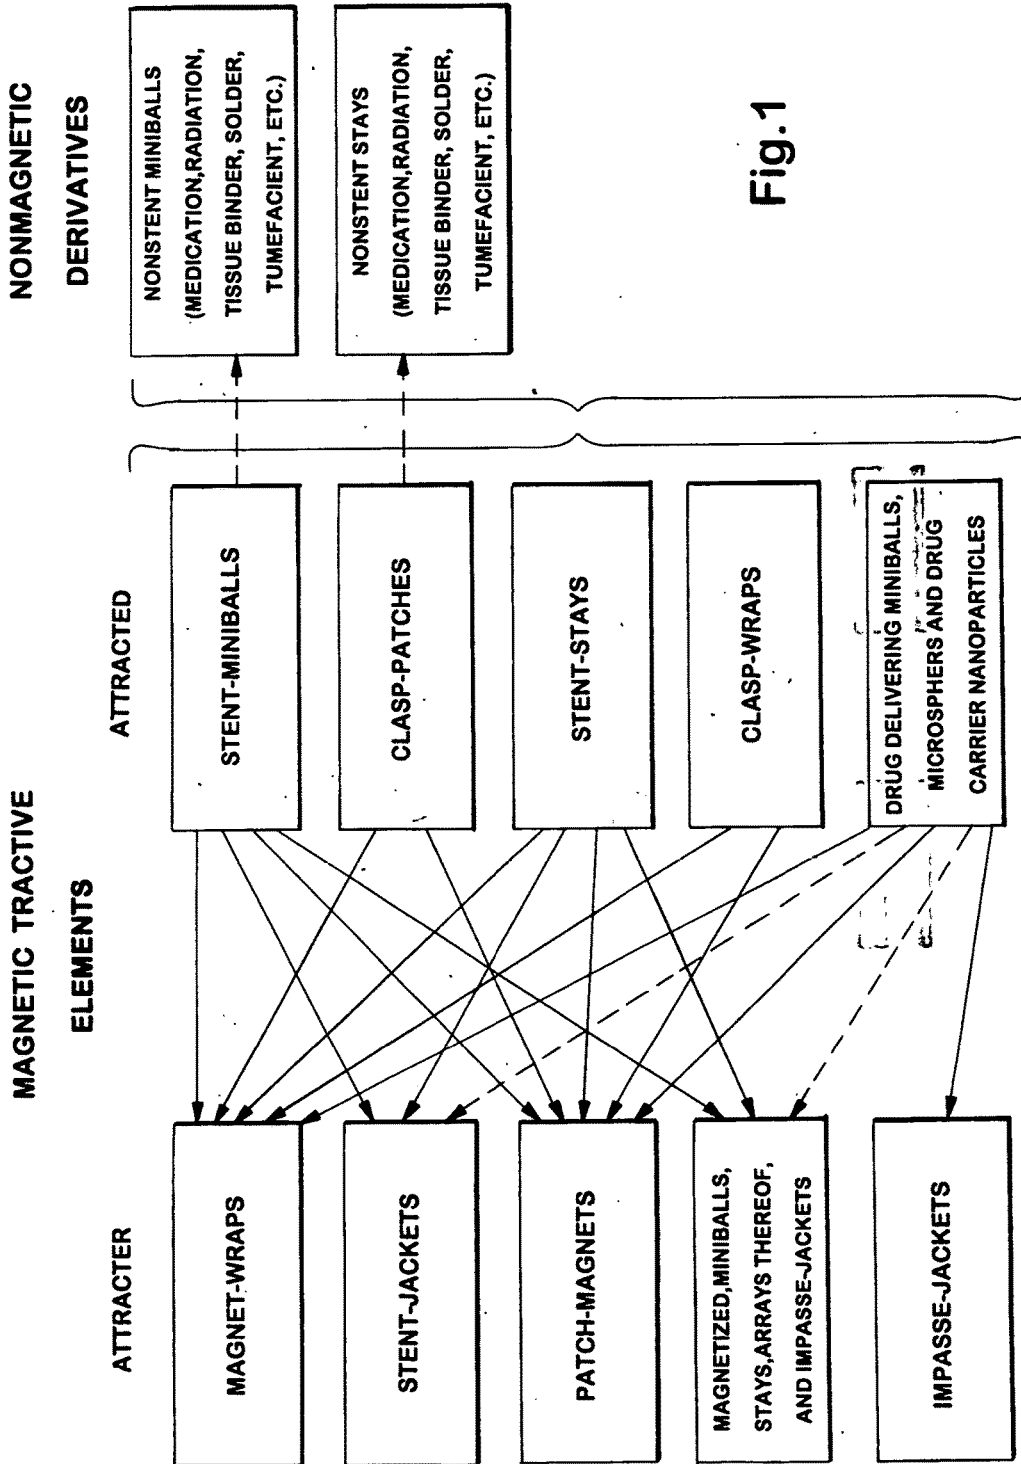 MAGNETIC TRACTIVE
ELEMENTS
NONMAGNETIC
DERIVATIVES
ATTRACTER
ATTRACTED
MAGNET-WRAPS
STENT-JACKETS
PATCH-MAGNETS
MAGNETIZED,MINIBALLS,
STAYS,ARRAYS THEREOF,
AND IMPASSE-JACKETS
IMPASSE-JACKETS
STENT-MINIBALLS
CLASP-PATCHES
STENT-STAYS
CLASP-WRAPS
DRUG DELIVERING MINIBALLS,
MICROSPHERS AND DRUG
CARRIER NANOPARTICLES
NONSTENT MINIBALLS
(MEDICATION,RADIATION,
TISSUE BINDER, SOLDER,
TUMEFACIENT, ETC.)
NONSTENT STAYS
(MEDICATION,RADIATION,
TISSUE BINDER, SOLDER,
TUMEFACIENT, ETC.)
Fig.1